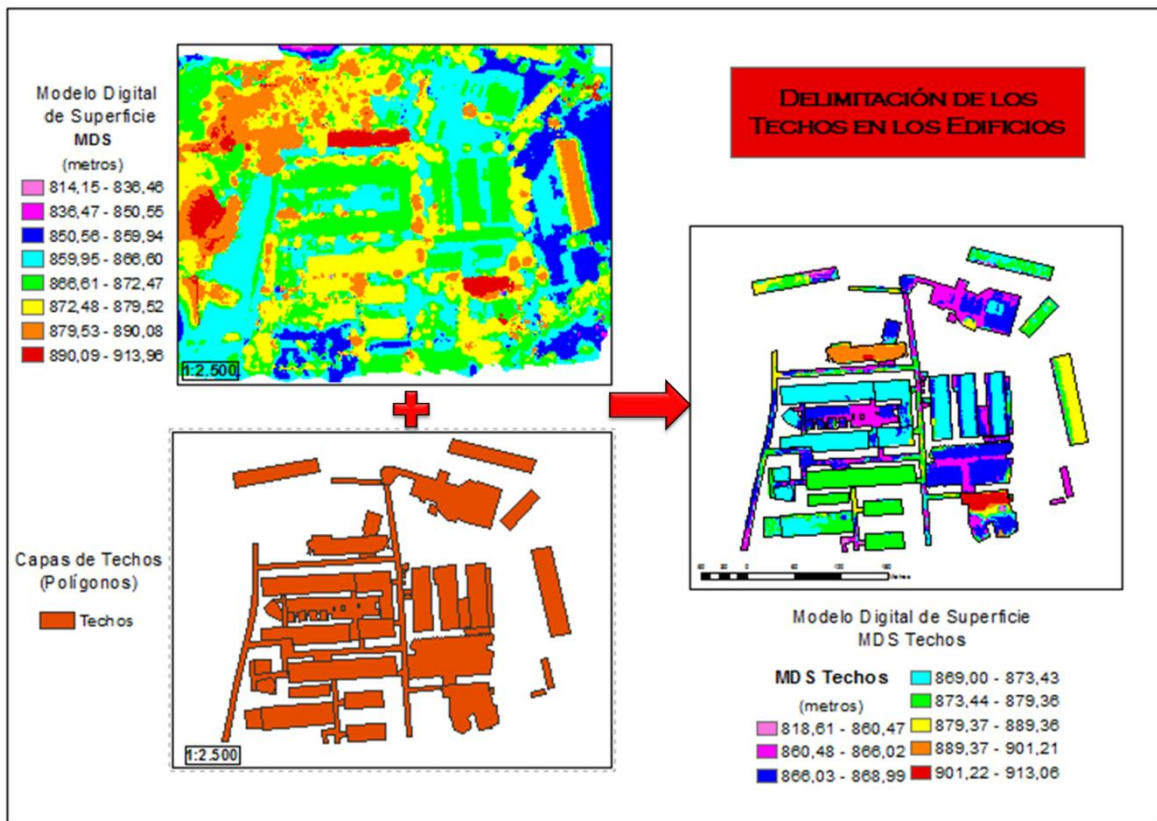 Modelo Digital
de Superficie
MDS
(metros)
814,15 - 836,46
836,47 - 850,55
850,56 - 859,94
859,95 - 866,60
866,61 - 872,47
872,48 - 879,52
879,53 - 890,08
890,09 - 913,96
1:2.500
DELIMITACIÓN DE LOS
TECHOS EN LOS EDIFICIOS
Capas de Techos
(Polígonos)
Techos
1:2.500
Modelo Digital de Superficie
MDS Techos
MDS Techos
(metros)
818,61 - 860,47
860,48 - 866,02
866,03 - 868,99
869,00 - 873,43
873,44 - 879,36
879,37 - 889,36
889,37 - 901,21
901,22 - 913,06